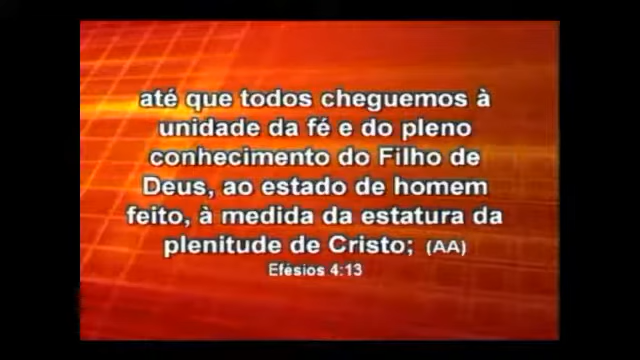 até que todos cheguemos à
unidade da fé e do pleno
conhecimento do Filho de
Deus, ao estado de homem
feito, à medida da estatura da
plenitude de Cristo; (AA)
Efésios 4:13